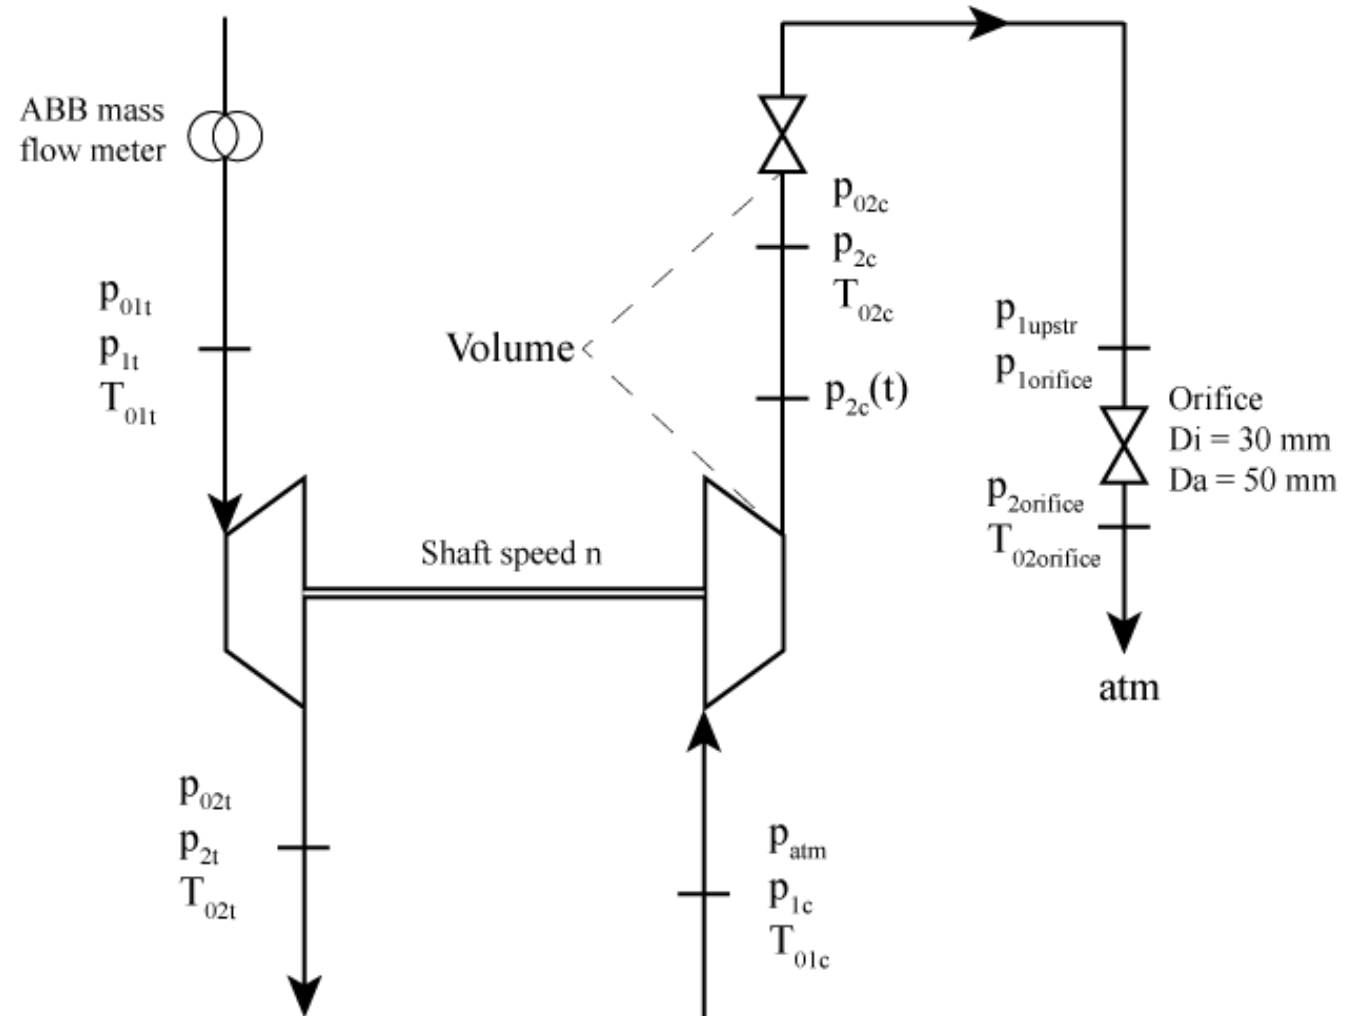 ABB mass
flow meter
p01t
p1t
T01t
Volume
p02c
p2c
T02c
p2c(t)
p1upstr
p1orifice
Orifice
Di = 30 mm
Da = 50 mm
p2orifice
T02orifice
atm
Shaft speed n
p02t
p2t
T02t
patm
p1c
T01c